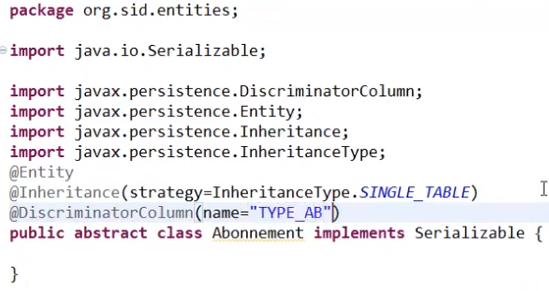 package org.sid.entities;
import java.io.Serializable;
import javax.persistence.DiscriminatorColumn;
import javax.persistence.Entity;
import javax.persistence.Inheritance;
import javax.persistence.InheritanceType;
@Entity
@Inheritance(strategy=InheritanceType.SINGLE_TABLE)
@DiscriminatorColumn(name="TYPE_AB")
public abstract class Abonnement implements Serializable {
}